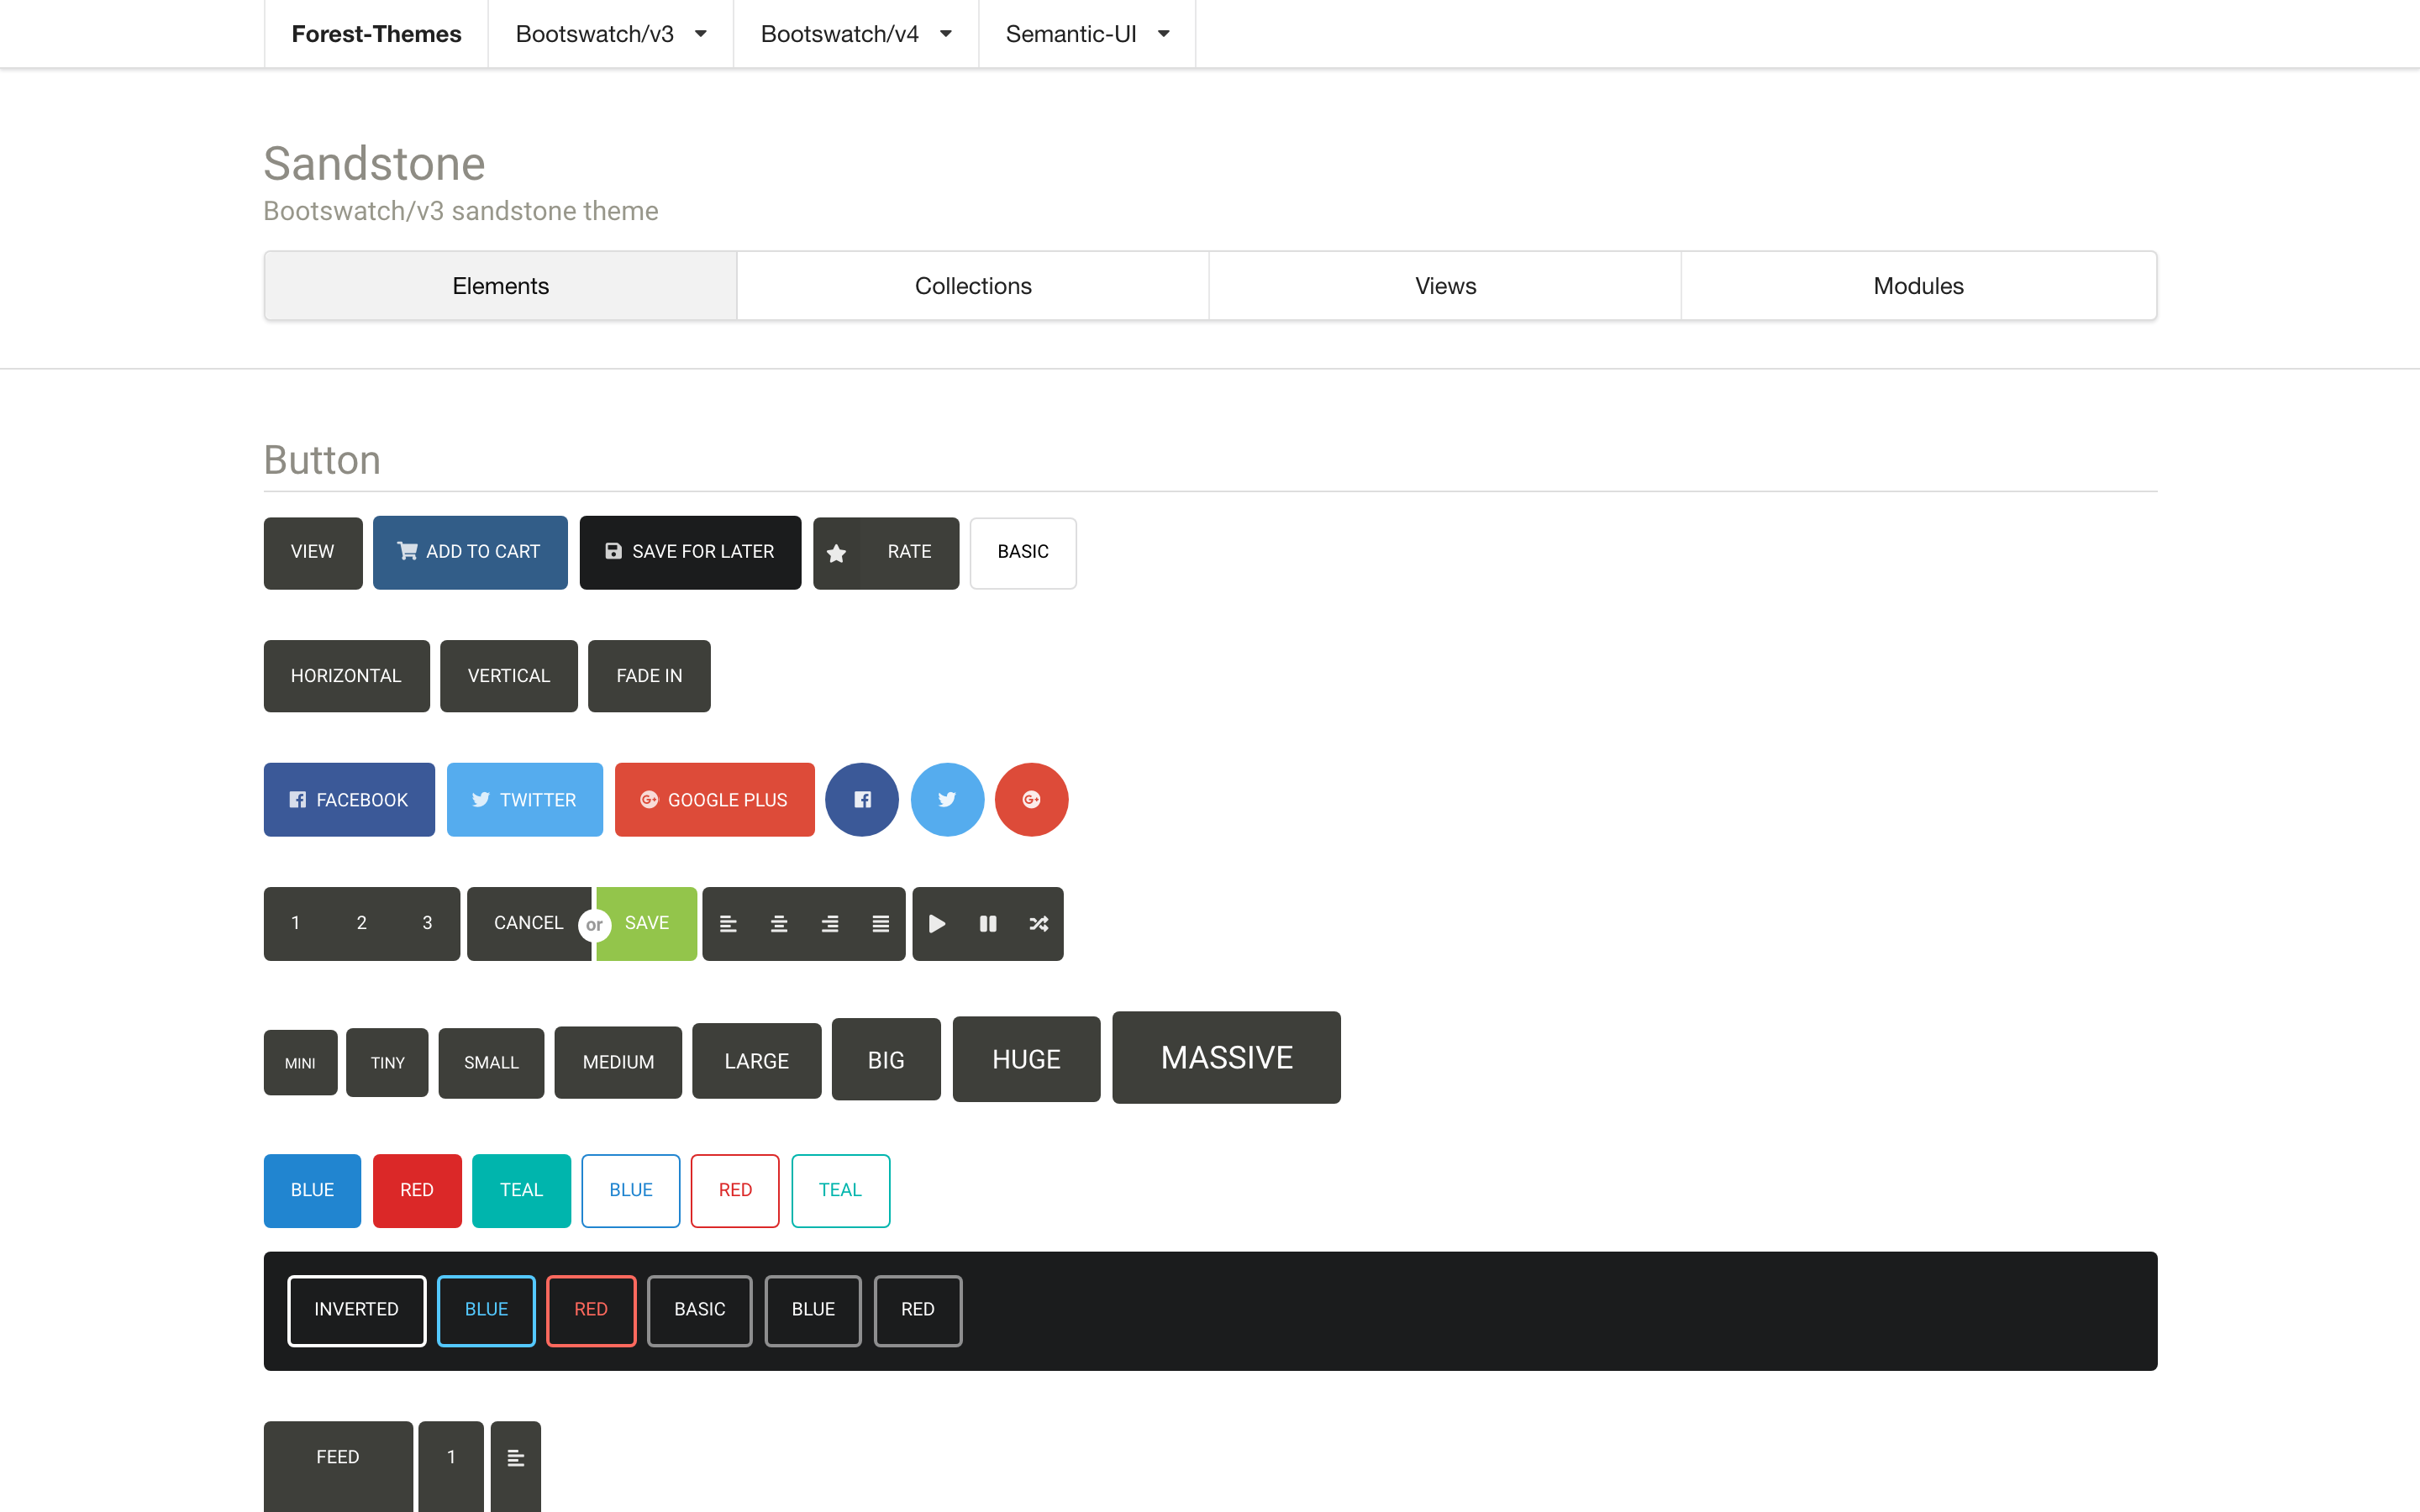 Forest-Themes Bootswatch/v3 Bootswatch/v4 Semantic-UI
Sandstone
Bootswatch/v3 sandstone theme
Elements Collections Views Modules
Button
VIEW ADD TO CART SAVE FOR LATER RATE BASIC
HORIZONTAL VERTICAL FADE IN
FACEBOOK TWITTER GOOGLE PLUS
1 2 3 CANCEL or SAVE
MINI TINY SMALL MEDIUM LARGE BIG HUGE MASSIVE
BLUE RED TEAL BLUE RED TEAL
INVERTED BLUE RED BASIC BLUE RED
FEED 1